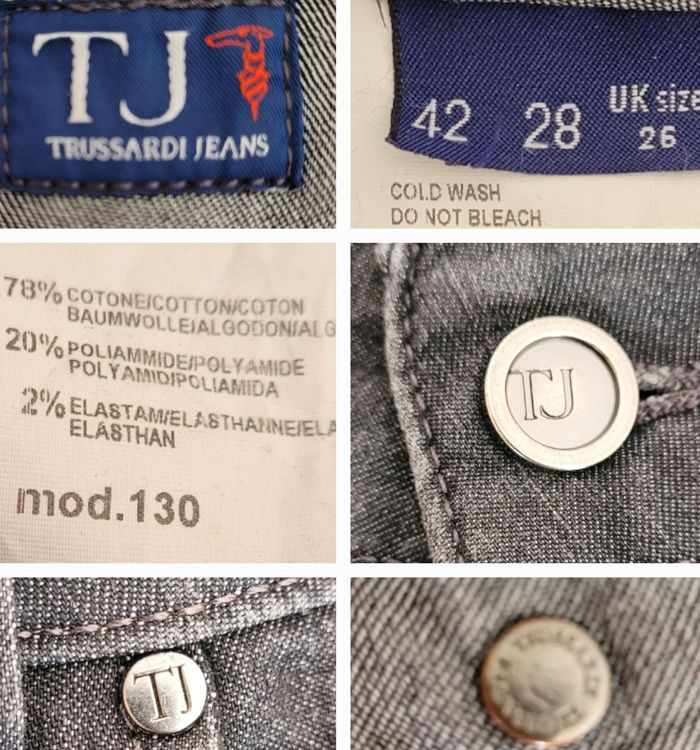 TJ
TRUSSARDI JEANS
42 28 UK size
26
COLD WASH
DO NOT BLEACH
78% COTONE/COTTON/COTON
BAUMWOLLE/ALGODON/ALG
20% POLIAMMIDE/POLYAMIDE
POLYAMID/POLIAMIDA
2% ELASTAM/ELASTHANNE/ELA
ELASTHAN
mod.130
TJ
TJ